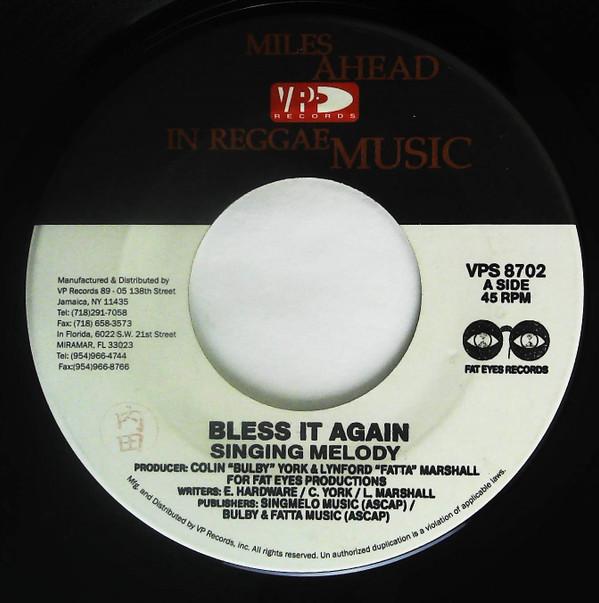 MILES
AHEAD
VP
RECORDS
IN REGGAE
MUSIC
Manufactured & Distributed by
VP Records 89 - 05 138th Street
Jamaica, NY 11435
Tel: (718)291-7058
Fax: (718) 658-3573
In Florida, 6022 S.W. 21st Street
MIRAMAR, FL 33023
Tel: (954)966-4744
Fax:(954)966-8766
VPS 8702
A SIDE
45 RPM
FAT EYES RECORDS
内田
BLESS IT AGAIN
SINGING MELODY
PRODUCER: COLIN "BULBY" YORK & LYNFORD "FATTA" MARSHALL
FOR FAT EYES PRODUCTIONS
WRITERS: E. HARDWARE / C. YORK / L. MARSHALL
PUBLISHERS: SINGMELO MUSIC (ASCAP) /
BULBY & FATTA MUSIC (ASCAP)
Mfg. and Distributed by VP Records, inc. All rights reserved. Un authorized duplication is a violation of applicable laws.